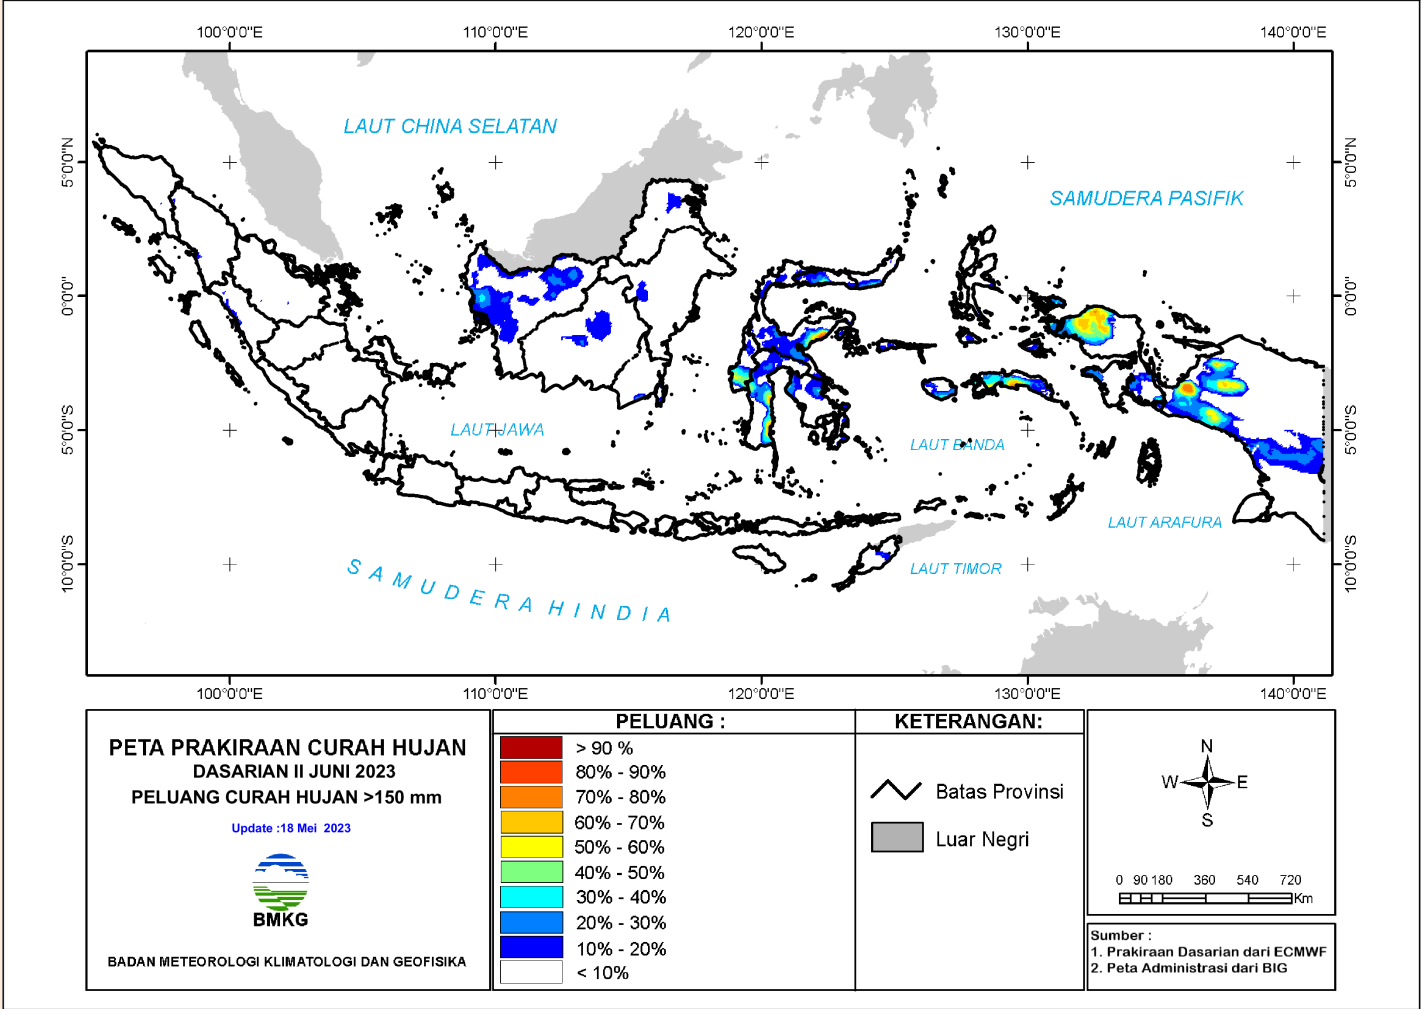 100°0'0"E 110°0'0"E 120°0'0"E 130°0'0"E 140°0'0"E
LAUT CHINA SELATAN
5°0'0"N 5°0'0"N
SAMUDERA PASIFIK
0°0'0" 0°0'0"
LAUT JAWA
5°0'0"S 5°0'0"S
LAUT BANDA
LAUT ARAFURA
10°0'0"S 10°0'0"S
LAUT TIMOR
SAMUDERA HINDIA
100°0'0"E 110°0'0"E 120°0'0"E 130°0'0"E 140°0'0"E
PETA PRAKIRAAN CURAH HUJAN
DASARIAN II JUNI 2023
PELUANG CURAH HUJAN >150 mm
Update :18 Mei 2023
BMKG
BADAN METEOROLOGI KLIMATOLOGI DAN GEOFISIKA
PELUANG :
> 90 %
80% - 90%
70% - 80%
60% - 70%
50% - 60%
40% - 50%
30% - 40%
20% - 30%
10% - 20%
< 10%
KETERANGAN:
Batas Provinsi
Luar Negri
N
W E
S
0 90 180 360 540 720
Km
Sumber :
1. Prakiraan Dasarian dari ECMWF
2. Peta Administrasi dari BIG